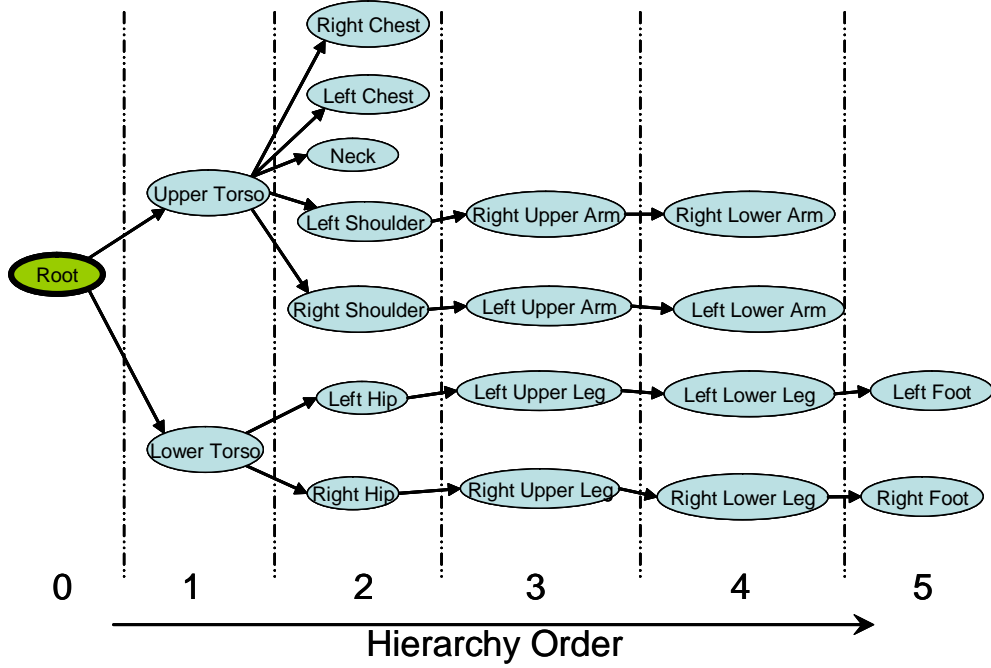 Right Chest
Left Chest
Neck
Upper Torso
Left Shoulder
Right Upper Arm
Right Lower Arm
Root
Right Shoulder
Left Upper Arm
Left Lower Arm
Left Hip
Left Upper Leg
Left Lower Leg
Left Foot
Lower Torso
Right Hip
Right Upper Leg
Right Lower Leg
Right Foot
0 1 2 3 4 5
Hierarchy Order